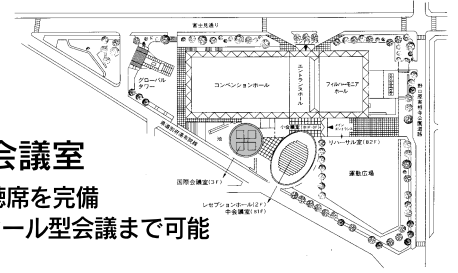 富士見通り
グローバル
タワー
コンベンションホール
エントランスホール
フィルハーモニア
ホール
池
リハーサル室(B2F)
運動広場
国際会議室(3F)
レセプションホール(2F)
中会議室(B1F)
会議室
聴席を完備
ール型会議まで可能